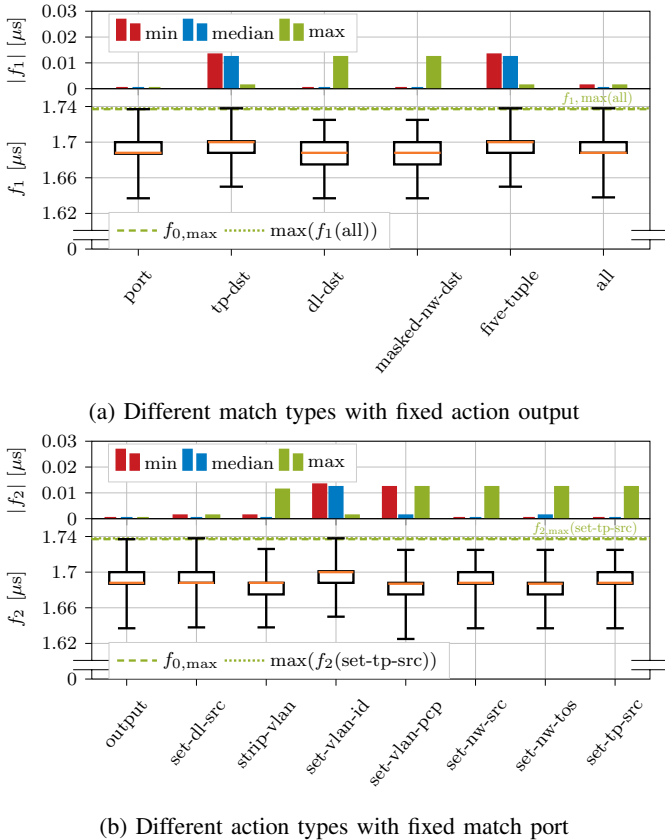 |f₁| [μs]
0.03
0.01
0
min median max
f₁,max(all)
f₁ [μs]
1.74
1.7
1.66
1.62
0
f₀,max max(f₁(all))
port
tp-dst
dl-dst
masked-nw-dst
five-tuple
all
(a) Different match types with fixed action output
|f₂| [μs]
0.03
0.01
0
min median max
f₂,max(set-tp-src)
f₂ [μs]
1.74
1.7
1.66
1.62
0
f₀,max max(f₂(set-tp-src))
output
set-dl-src
strip-vlan
set-vlan-id
set-vlan-pcp
set-nw-src
set-nw-tos
set-tp-src
(b) Different action types with fixed match port